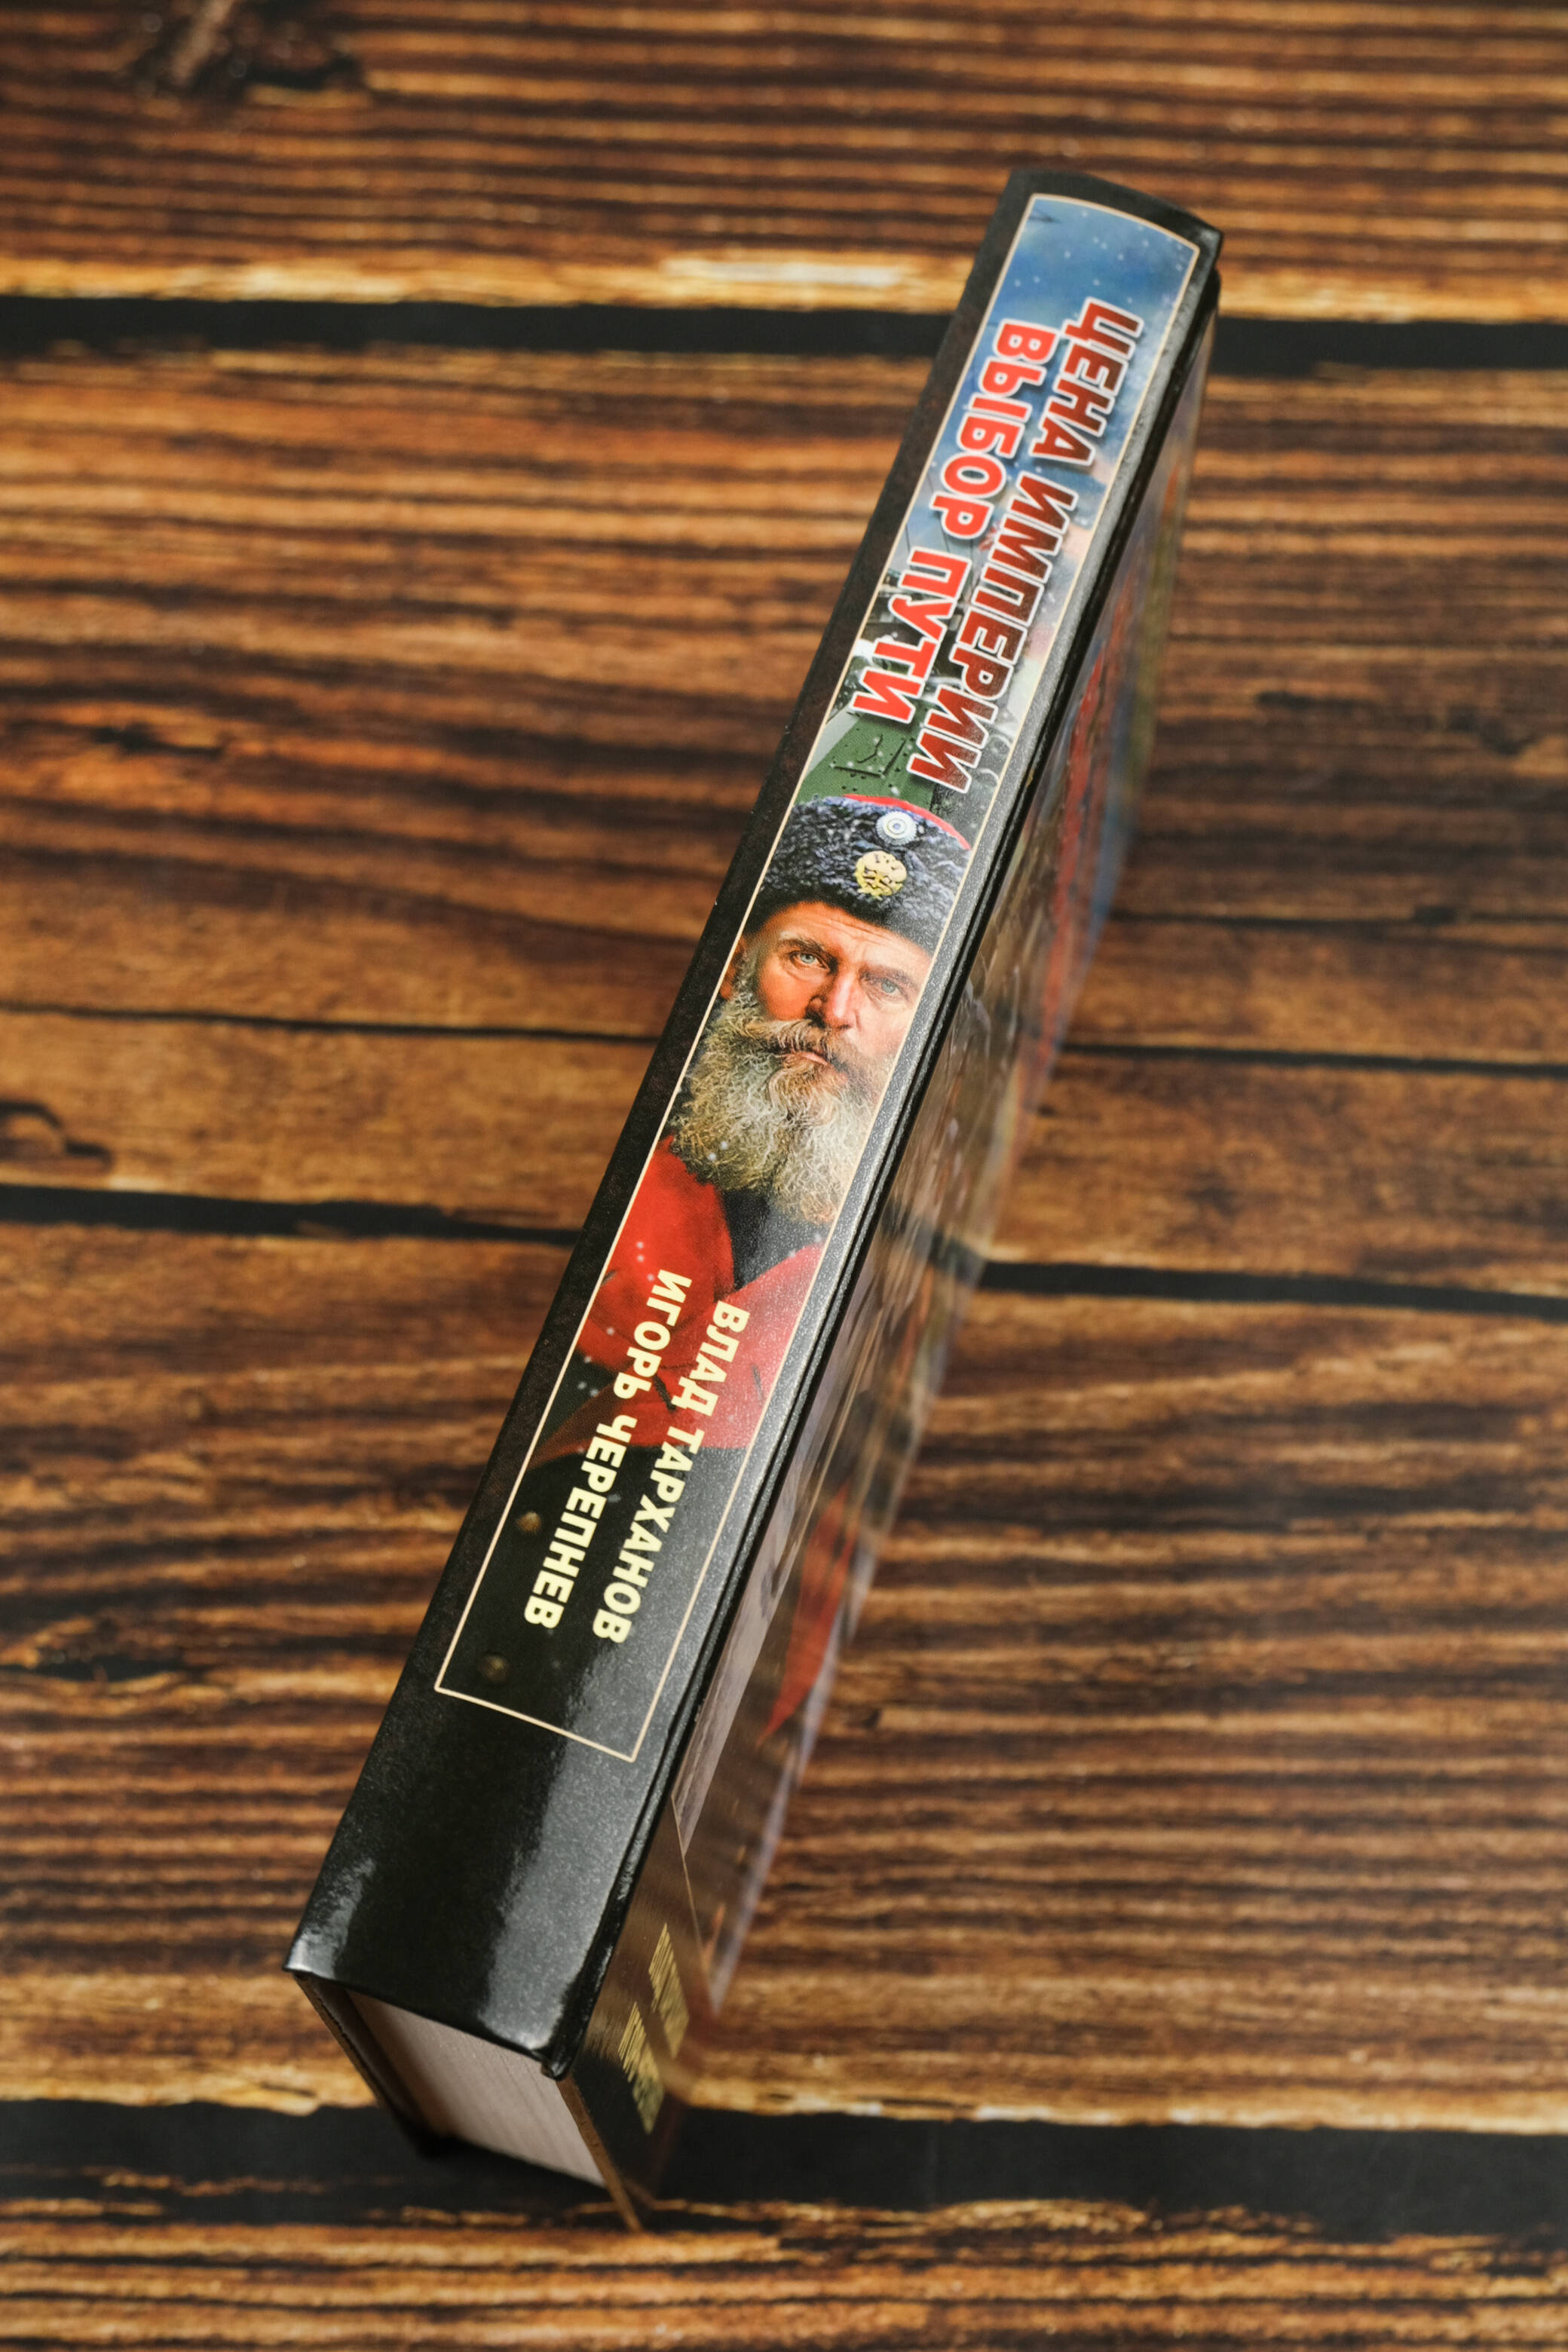 ЦЕНА ИМПЕРИИ
ВЫБОР ПУТИ
ВЛАД ТАРХАНОВ
ИГОРЬ ЧЕРЕПНЕВ